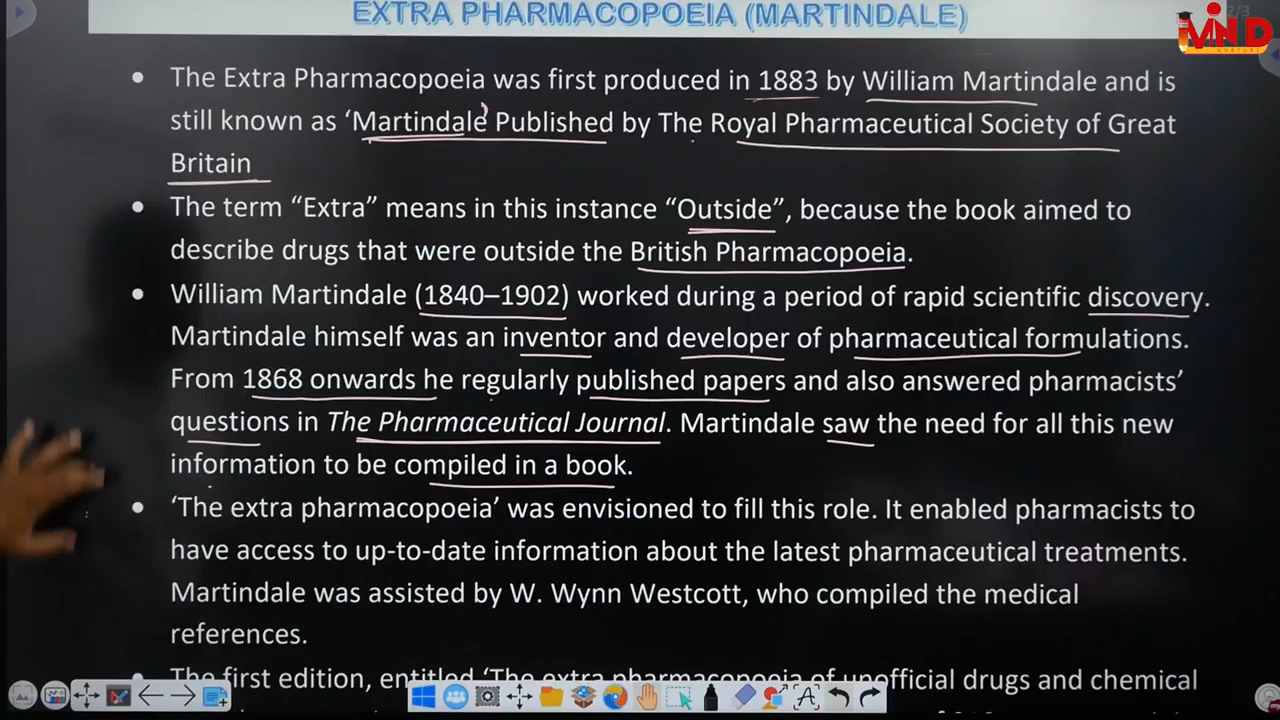 EXTRA PHARMACOPOEIA (MARTINDALE)
2/3
MIND
NURTURE
• The Extra Pharmacopoeia was first produced in 1883 by William Martindale and is
still known as ‘Martindale’ Published by The Royal Pharmaceutical Society of Great
Britain
• The term “Extra” means in this instance “Outside”, because the book aimed to
describe drugs that were outside the British Pharmacopoeia.
• William Martindale (1840–1902) worked during a period of rapid scientific discovery.
Martindale himself was an inventor and developer of pharmaceutical formulations.
From 1868 onwards he regularly published papers and also answered pharmacists’
questions in The Pharmaceutical Journal. Martindale saw the need for all this new
information to be compiled in a book.
• ‘The extra pharmacopoeia’ was envisioned to fill this role. It enabled pharmacists to
have access to up-to-date information about the latest pharmaceutical treatments.
Martindale was assisted by W. Wynn Westcott, who compiled the medical
references.
The first edition, entitled ‘The extra pharmacopoeia of unofficial drugs and chemical